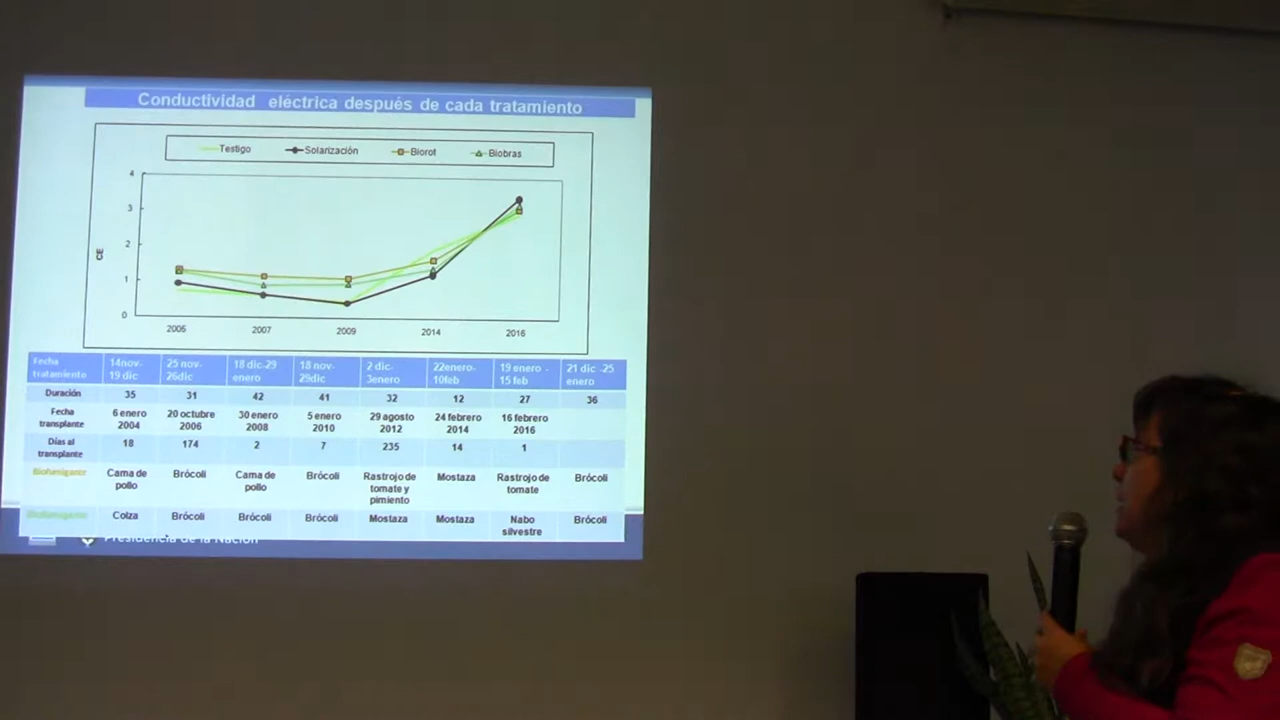 Conductividad eléctrica después de cada tratamiento
Testigo Solarización Biorot Biobras
4
3
2
1
0
CE
2005 2007 2009 2014 2016
Fecha tratamiento 14nov-19 dic 25 nov-26dic 18 dic-29 enero 18 nov-29dic 2 dic-3enero 22enero-10feb 19 enero - 15 feb 21 dic -25 enero
Duración 35 31 42 41 32 12 27 36
Fecha transplante 6 enero 2004 20 octubre 2006 30 enero 2008 5 enero 2010 29 agosto 2012 24 febrero 2014 16 febrero 2016
Días al transplante 18 174 2 7 235 14 1
Biofumigante Cama de pollo Brócoli Cama de pollo Brócoli Rastrojo de tomate y pimiento Mostaza Rastrojo de tomate Brócoli
Colza Brócoli Brócoli Brócoli Mostaza Mostaza Nabo silvestre Brócoli
Presidencia de la Nación